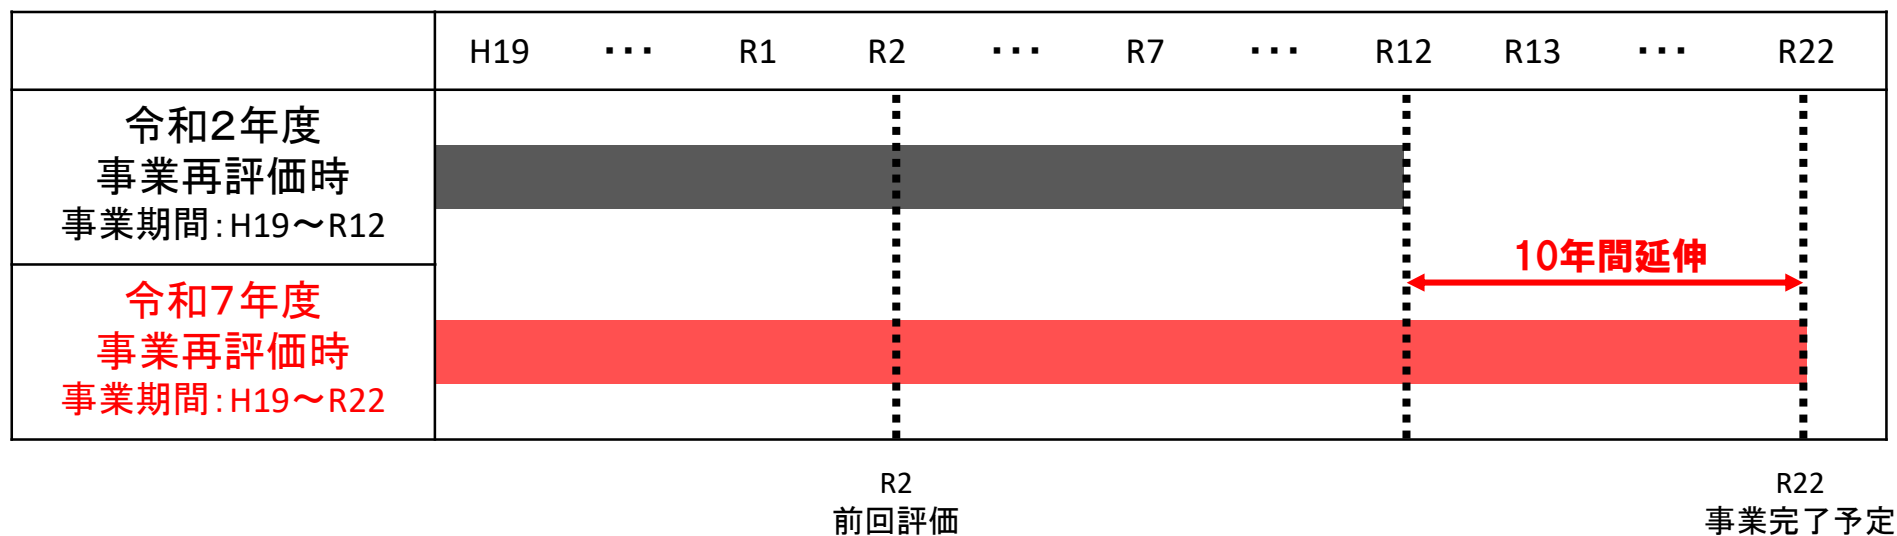 H19 ・・・ R1 R2 ・・・ R7 ・・・ R12 R13 ・・・ R22
令和2年度
事業再評価時
事業期間：H19～R12
10年間延伸
令和7年度
事業再評価時
事業期間：H19～R22
R2
前回評価
R22
事業完了予定